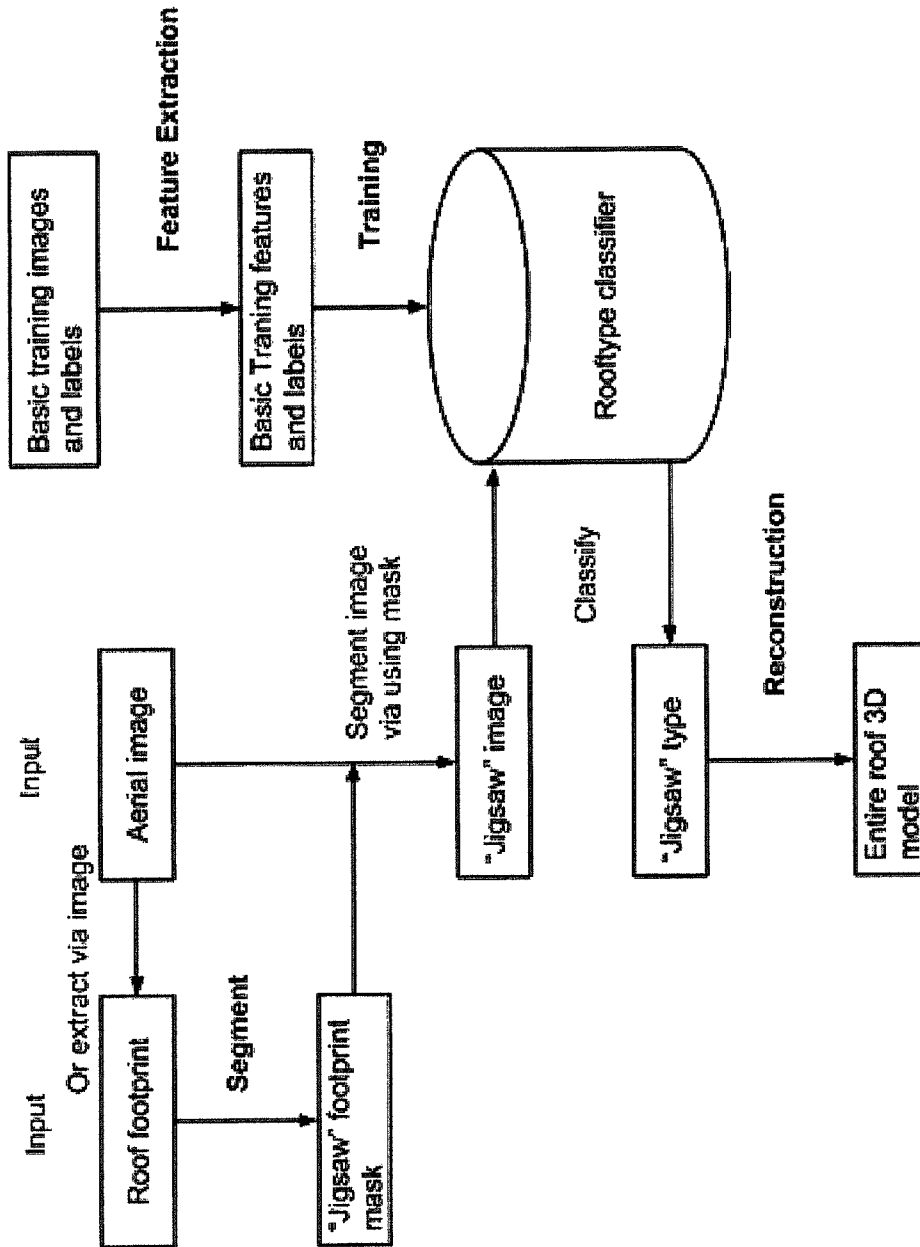 Input
Input
Or extract via image
Roof footprint
Aerial image
Basic training images
and labels
Segment
Feature Extraction
"Jigsaw" footprint
mask
Segment image
via using mask
Basic Traning features
and labels
Training
"Jigsaw" image
Rooftype classifier
Classify
"Jigsaw" type
Reconstruction
Entire roof 3D
model